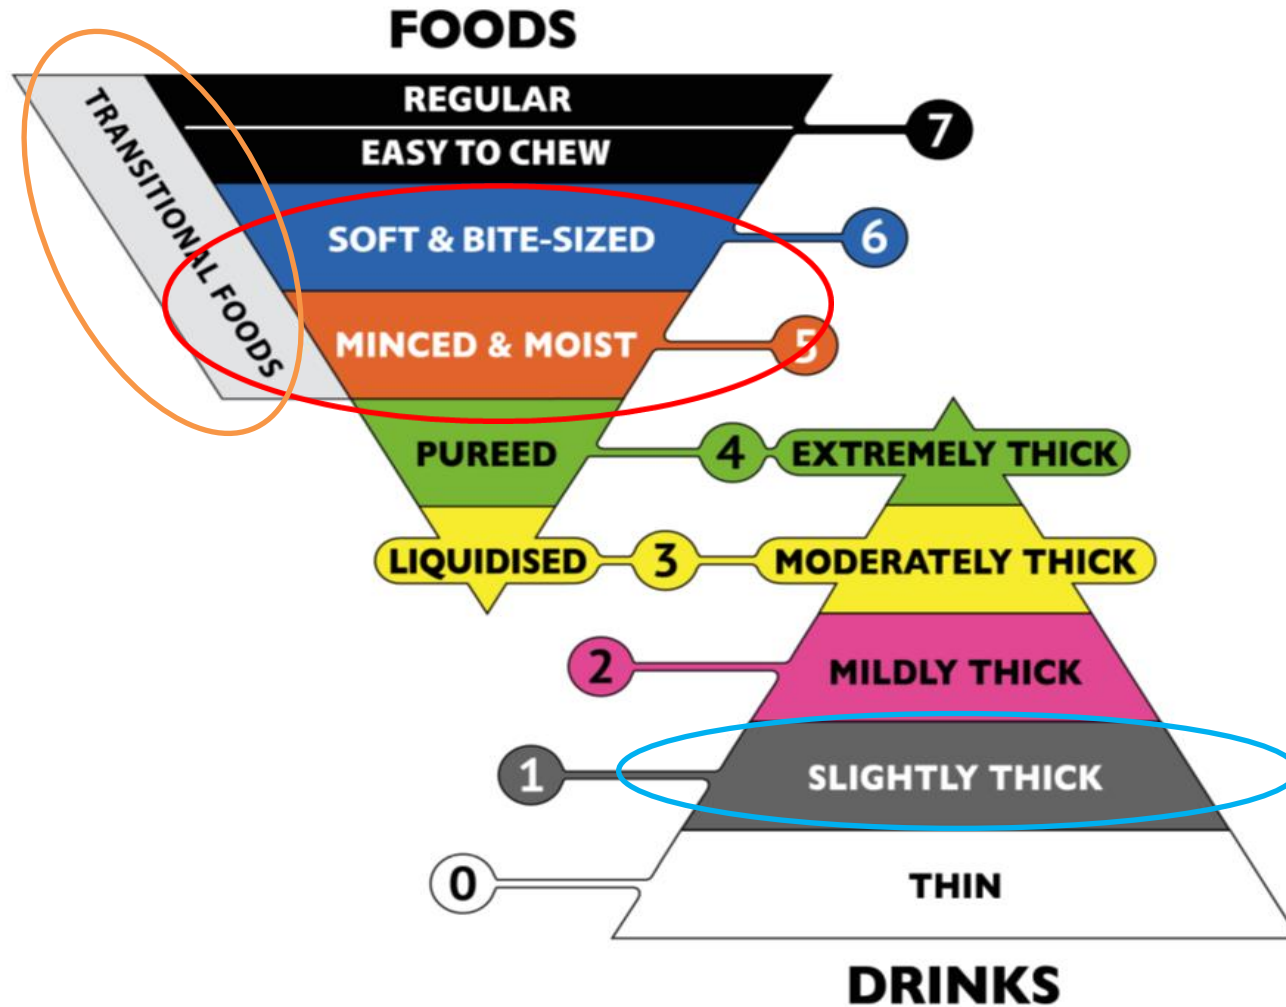 FOODS
TRANSITIONAL FOODS
REGULAR
EASY TO CHEW
7
SOFT & BITE-SIZED
6
MINCED & MOIST
5
PUREED
4
EXTREMELY THICK
LIQUIDISED
3
MODERATELY THICK
2
MILDLY THICK
1
SLIGHTLY THICK
0
THIN
DRINKS